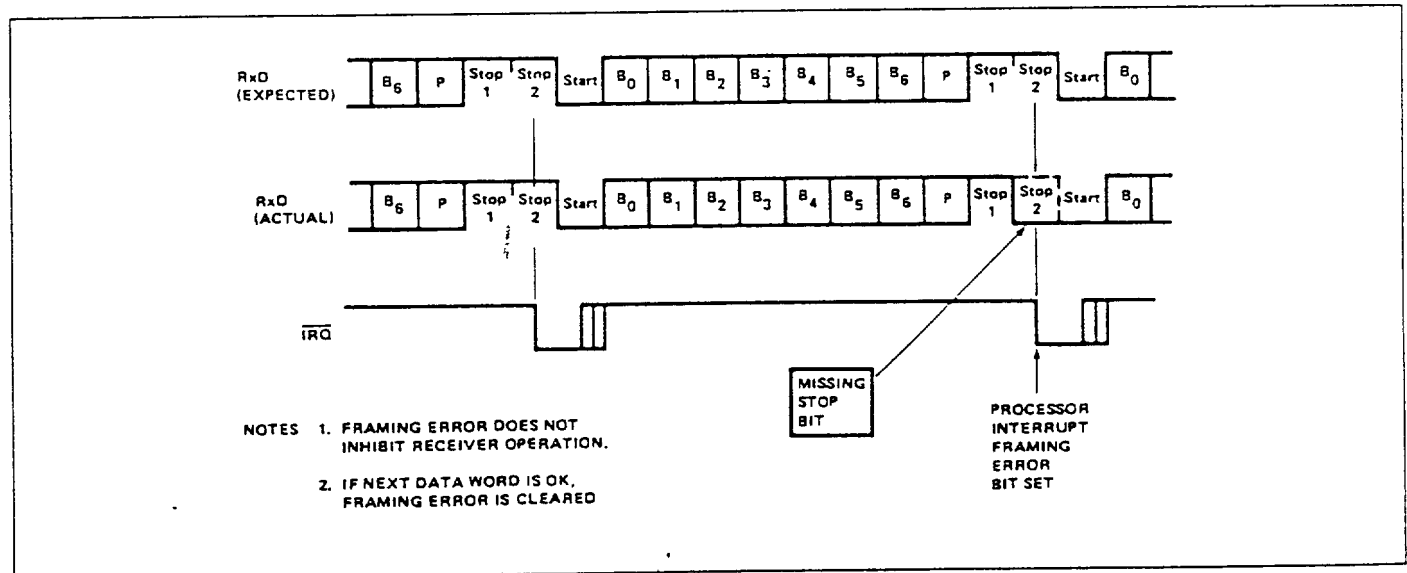 RxD (EXPECTED) B6 P Stop 1 Stop 2 Start B0 B1 B2 B3 B4 B5 B6 P Stop 1 Stop 2 Start B0
RxD (ACTUAL) B6 P Stop 1 Stop 2 Start B0 B1 B2 B3 B4 B5 B6 P Stop 1 Stop 2 Start B0
IRQ
MISSING
STOP
BIT
PROCESSOR
INTERRUPT
FRAMING
ERROR
BIT SET
NOTES 1. FRAMING ERROR DOES NOT
INHIBIT RECEIVER OPERATION.
2. IF NEXT DATA WORD IS OK,
FRAMING ERROR IS CLEARED